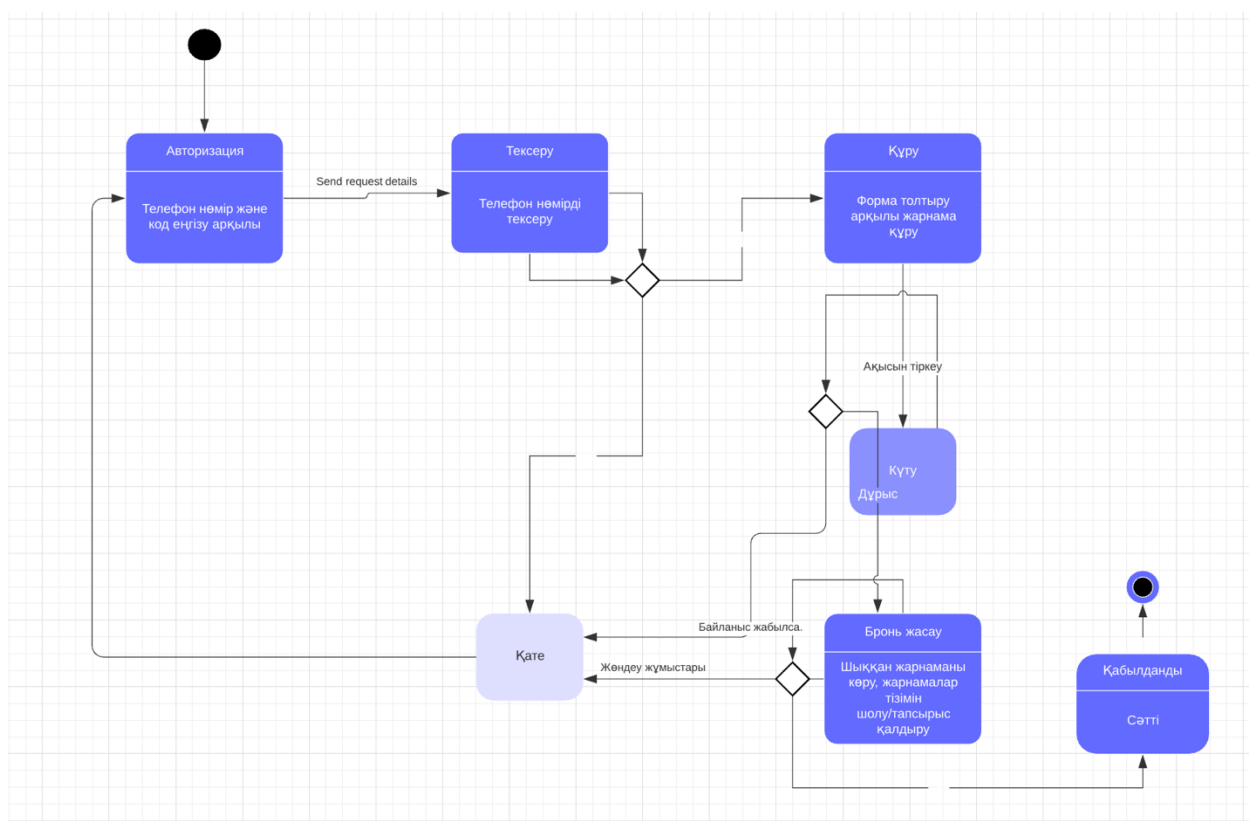 Авторизация
Телефон нөмір және
код еңгізу арқылы
Send request details
Тексеру
Телефон нөмірді
тексеру
Құру
Форма толтыру
арқылы жарнама
құру
Ақысын тіркеу
Күту
Дұрыс
Қате
Байланыс жабылса.
Жөндеу жұмыстары
Бронь жасау
Шыққан жарнаманы
көру, жарнамалар
тізімін
шолу/тапсырыс
қалдыру
Қабылданды
Сәтті